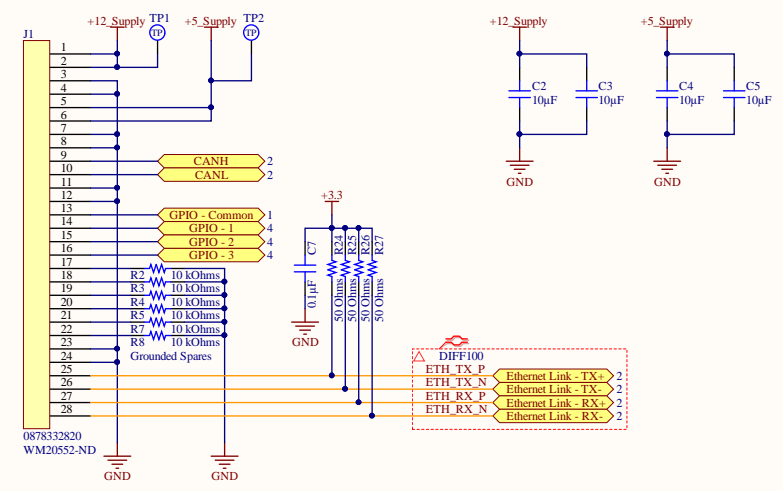 +12_Supply TP1 +5_Supply TP2 +12_Supply +5_Supply
J1 TP TP
1
2
3
4 C2 C3 C4 C5
5 10µF 10µF 10µF 10µF
6
7
8
9 CANH 2
10 CANL 2
GND GND
11
12 +3.3
13 GPIO - Common 1
14 GPIO - 1 4
15 GPIO - 2 4
16 GPIO - 3 4
C7 R24 R25 R26 R27
0.1µF 50 Ohms 50 Ohms 50 Ohms 50 Ohms
17
18 R2 10 kOhms
19 R3 10 kOhms
20 R4 10 kOhms
21 R5 10 kOhms
22 R7 10 kOhms
23 R8 10 kOhms
GND
24 Grounded Spares DIFF100
25 ETH_TX_P Ethernet Link - TX+ 2
26 ETH_TX_N Ethernet Link - TX- 2
27 ETH_RX_P Ethernet Link - RX+ 2
28 ETH_RX_N Ethernet Link - RX- 2
0878332820
WM20552-ND
GND GND